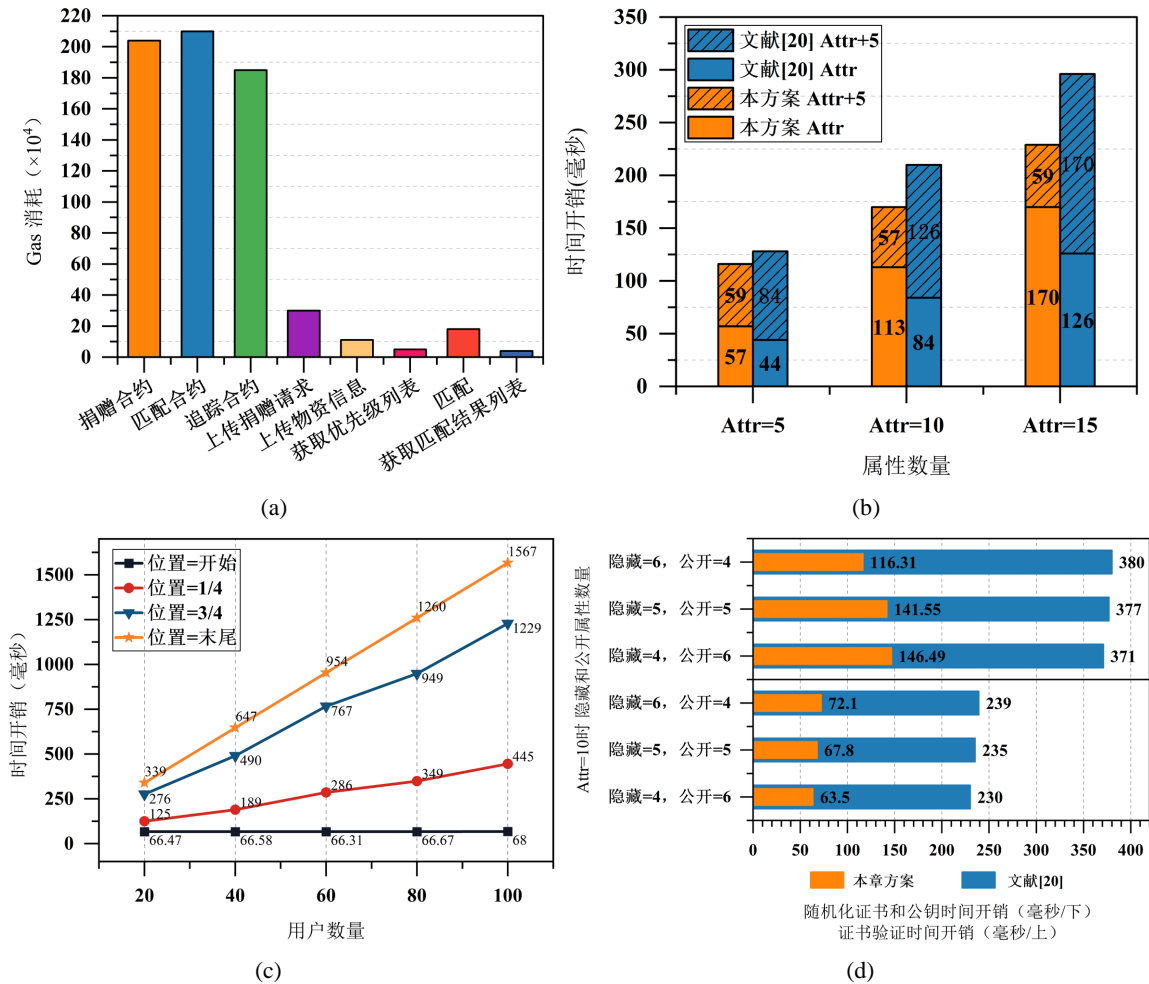 220
200
180
160
140
120
100
80
60
40
20
0
Gas 消耗（×10⁴）
捐赠合约
匹配合约
追踪合约
上传捐赠请求
上传物资信息
获取优先级列表
匹配
获取匹配结果列表
(a)
350
300
250
200
150
100
50
0
时间开销(毫秒)
文献[20] Attr+5
文献[20] Attr
本方案 Attr+5
本方案 Attr
59
84
57
44
57
126
113
84
59
170
170
126
Attr=5
Attr=10
Attr=15
属性数量
(b)
1500
1250
1000
750
500
250
0
时间开销（毫秒）
位置=开始
位置=1/4
位置=3/4
位置=末尾
339
647
954
1260
1567
276
490
767
949
1229
125
189
286
349
445
66.47
66.58
66.31
66.67
68
20
40
60
80
100
用户数量
(c)
Attr=10时 隐藏和公开属性数量
隐藏=6，公开=4
116.31
380
隐藏=5，公开=5
141.55
377
隐藏=4，公开=6
146.49
371
隐藏=6，公开=4
72.1
239
隐藏=5，公开=5
67.8
235
隐藏=4，公开=6
63.5
230
0
50
100
150
200
250
300
350
400
本章方案
文献[20]
随机化证书和公钥时间开销（毫秒/下）
证书验证时间开销（毫秒/上）
(d)